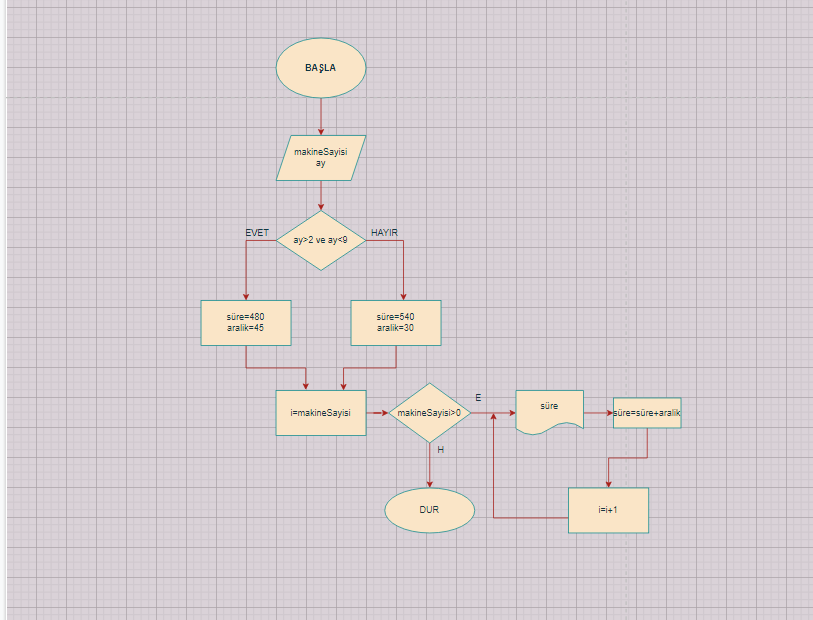 BAŞLA
makineSayisi
ay
EVET
ay>2 ve ay<9
HAYIR
süre=480
aralik=45
süre=540
aralik=30
i=makineSayisi
makineSayisi>0
E
süre
süre=süre+aralik
H
DUR
i=i+1